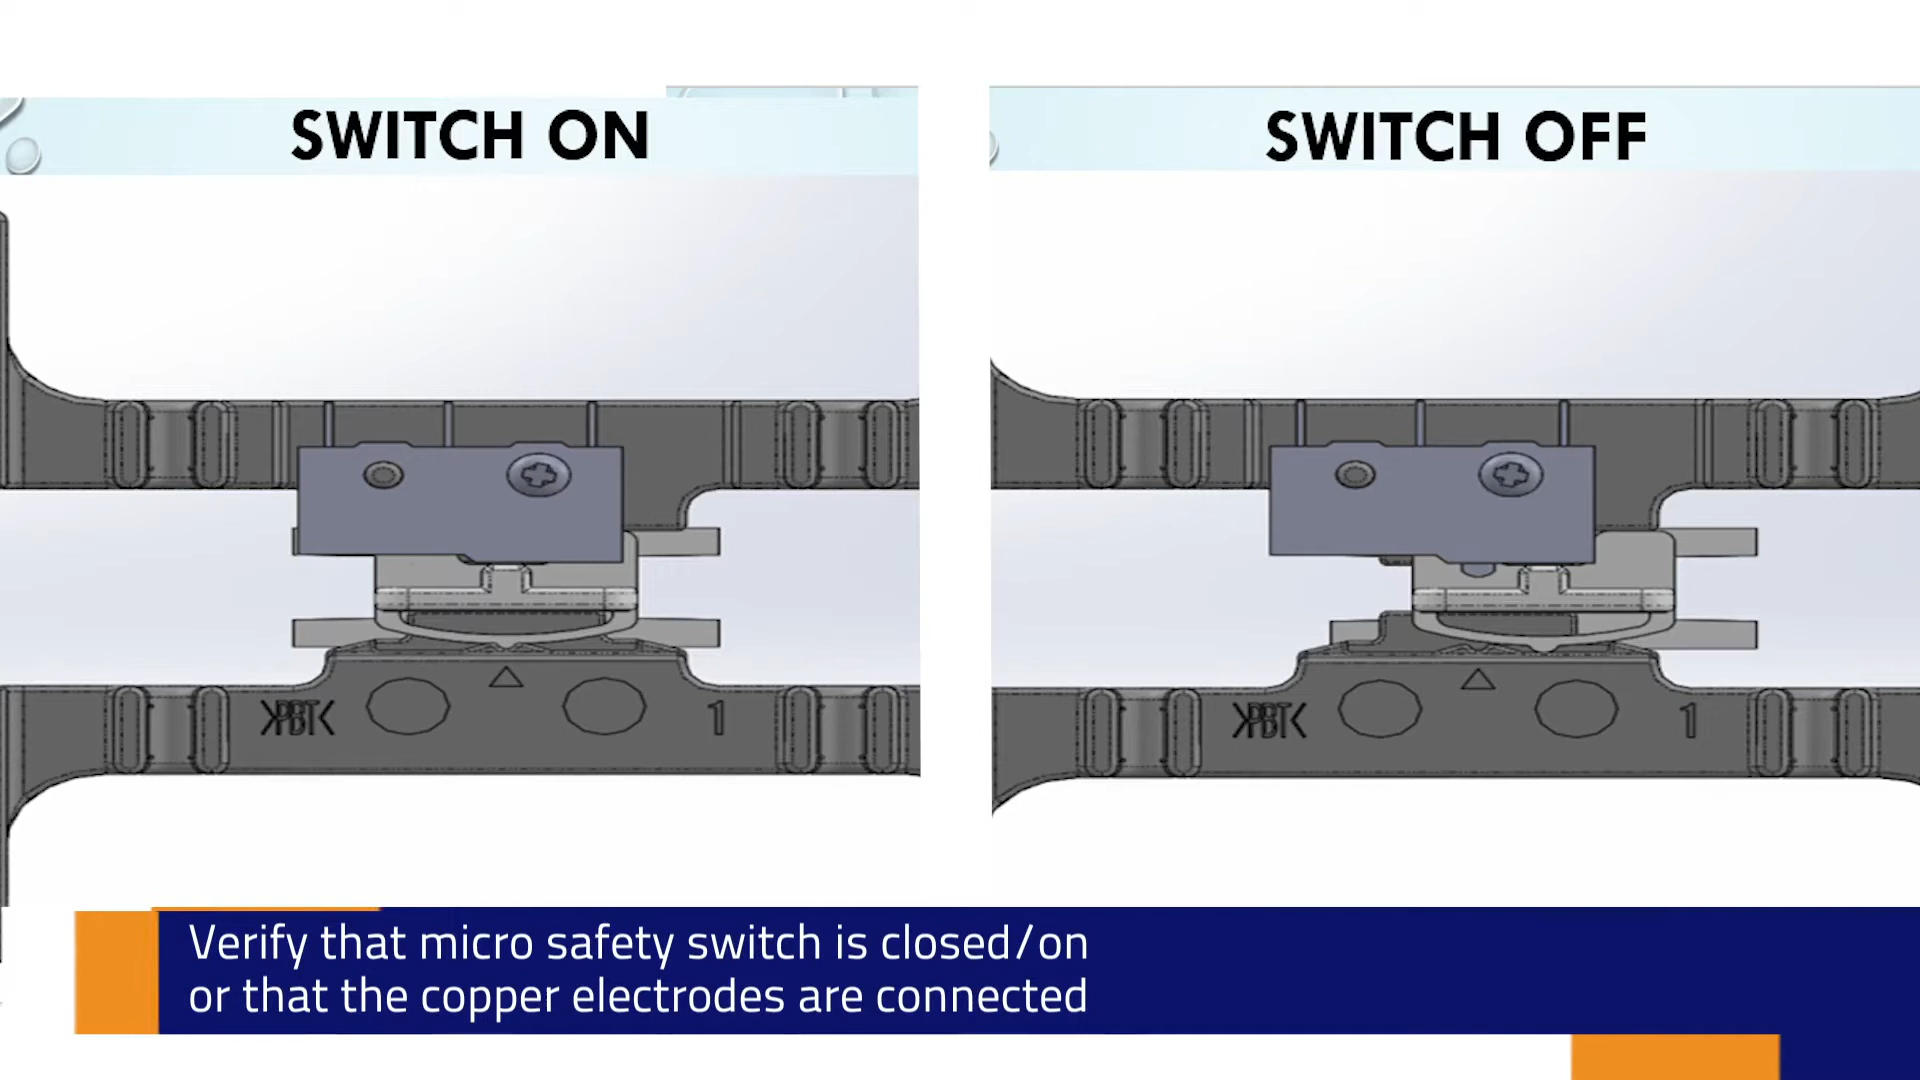 SWITCH ON
SWITCH OFF
>PBT<
1
>PBT<
1
Verify that micro safety switch is closed/on
or that the copper electrodes are connected